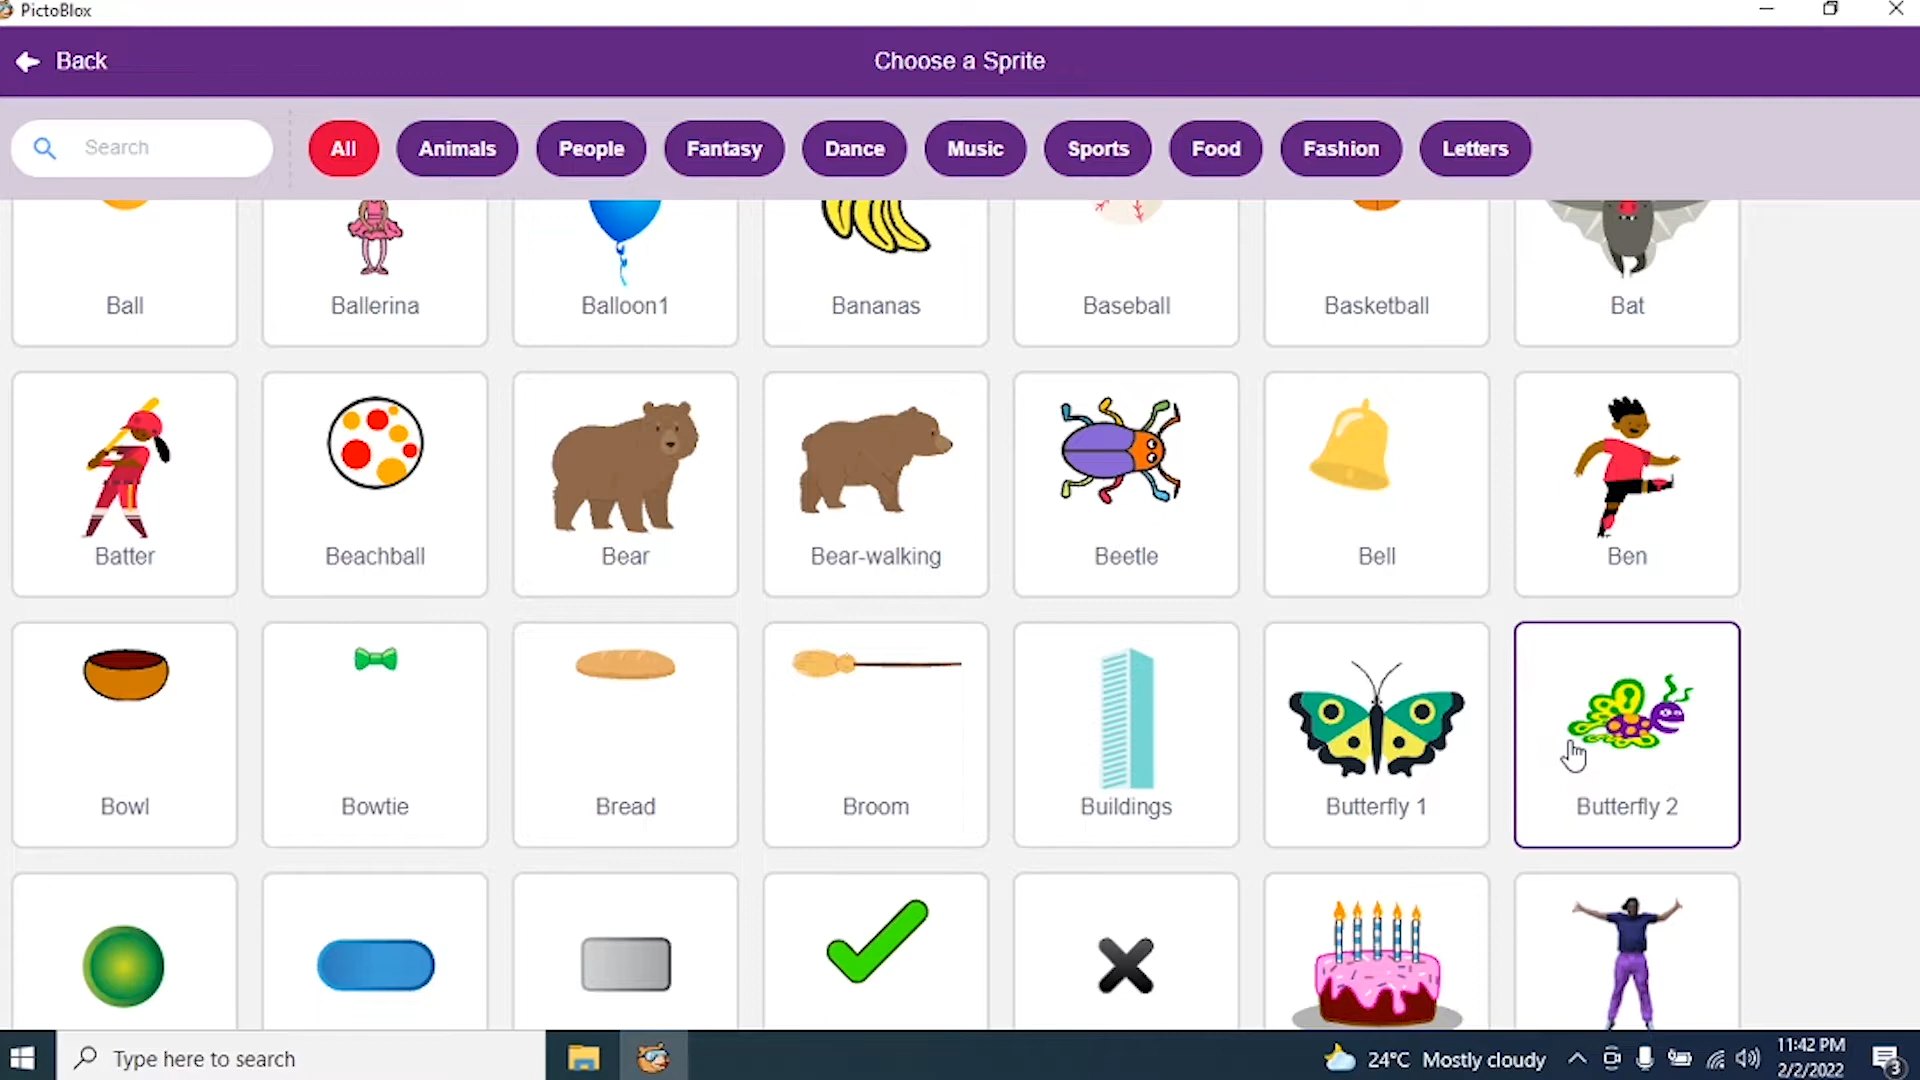 PictoBlox
Back
Choose a Sprite
Search
All
Animals
People
Fantasy
Dance
Music
Sports
Food
Fashion
Letters
Ball
Ballerina
Balloon1
Bananas
Baseball
Basketball
Bat
Batter
Beachball
Bear
Bear-walking
Beetle
Bell
Ben
Bowl
Bowtie
Bread
Broom
Buildings
Butterfly 1
Butterfly 2
Type here to search
24°C Mostly cloudy
11:42 PM
2/2/2022
3